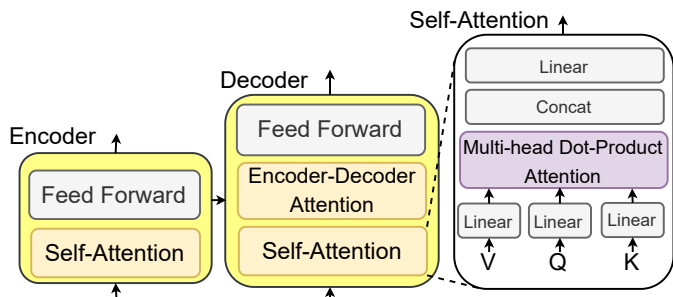 Encoder
Feed Forward
Self-Attention
Decoder
Feed Forward
Encoder-Decoder
Attention
Self-Attention
Self-Attention
Linear
Concat
Multi-head Dot-Product
Attention
Linear
Linear
Linear
V
Q
K